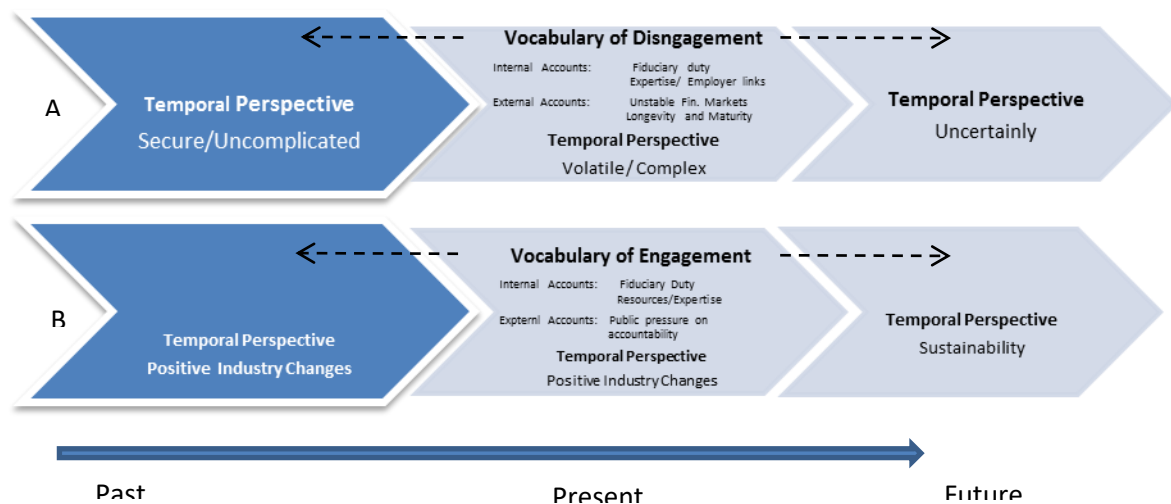 A
Temporal Perspective
Secure/Uncomplicated
Vocabulary of Disngagement
Internal Accounts: Fiduciary duty
Expertise/ Employer links
External Accounts: Unstable Fin. Markets
Longevity and Maturity
Temporal Perspective
Volatile/ Complex
Temporal Perspective
Uncertainly
B
Temporal Perspective
Positive Industry Changes
Vocabulary of Engagement
Internal Accounts: Fiduciary Duty
Resources/Expertise
Expternl Accounts: Public pressure on
accountability
Temporal Perspective
Positive Industry Changes
Temporal Perspective
Sustainability
Past Present Future